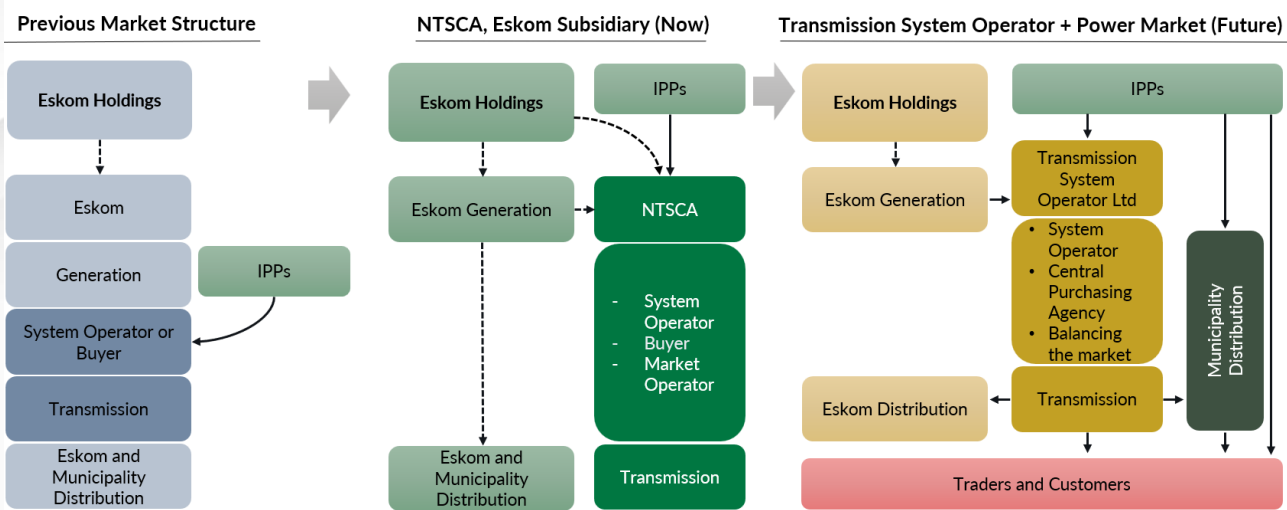 Previous Market Structure
Eskom Holdings
Eskom
Generation
IPPs
System Operator or
Buyer
Transmission
Eskom and
Municipality
Distribution
NTSCA, Eskom Subsidiary (Now)
Eskom Holdings
IPPs
Eskom Generation
NTSCA
- System
Operator
- Buyer
- Market
Operator
Eskom and
Municipality
Distribution
Transmission
Transmission System Operator + Power Market (Future)
Eskom Holdings
IPPs
Eskom Generation
Transmission
System
Operator Ltd
• System
Operator
• Central
Purchasing
Agency
• Balancing
the market
Municipality
Distribution
Eskom Distribution
Transmission
Traders and Customers